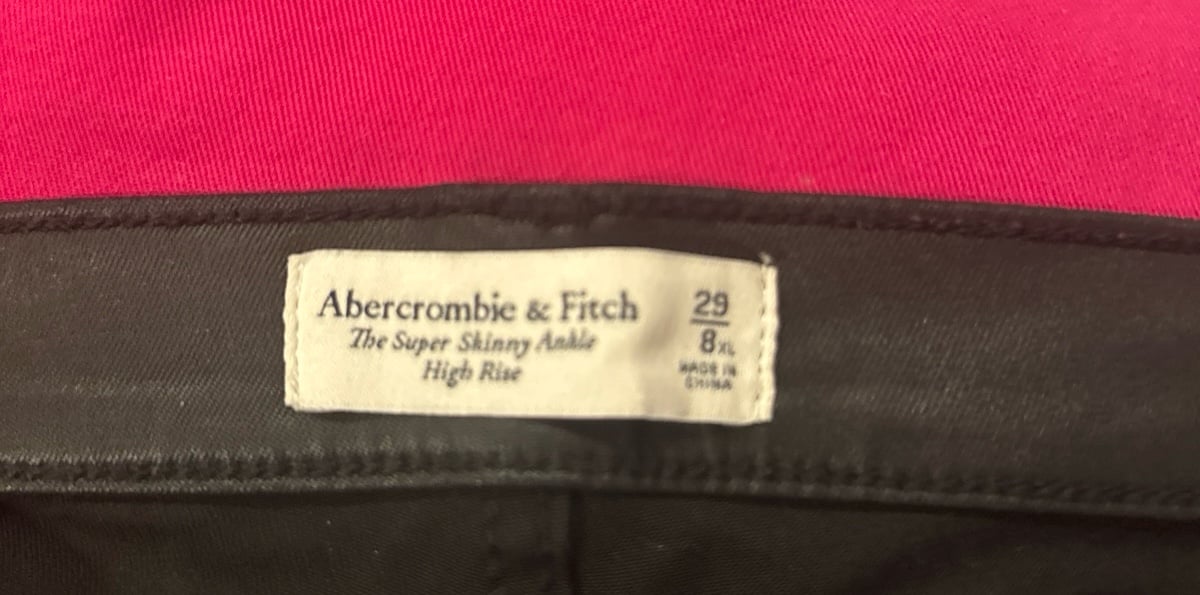 Abercrombie & Fitch
The Super Skinny Ankle
High Rise
29
8XL
MADE IN
CHINA